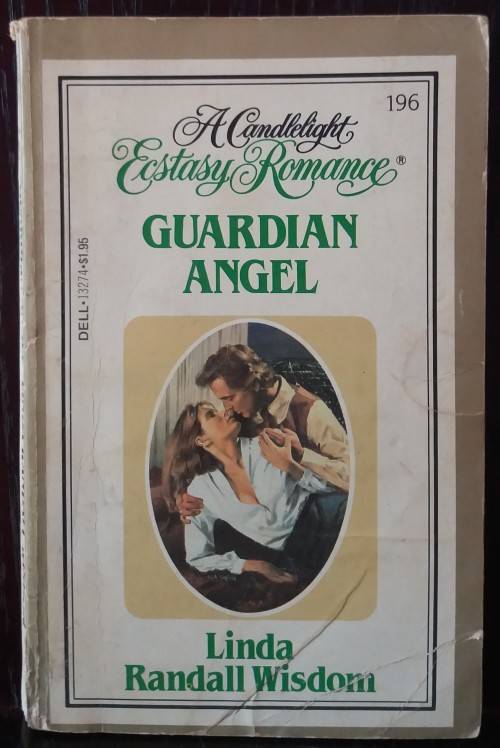 196
A Candlelight
Ecstasy Romance®
GUARDIAN
ANGEL
DELL•13274•$1.95
Linda
Randall Wisdom